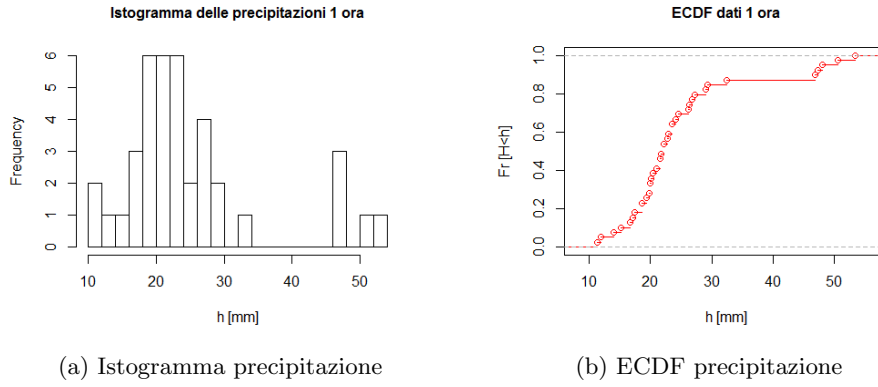 Istogramma delle precipitazioni 1 ora
Frequency
6
5
4
3
2
1
0
10 20 30 40 50
h [mm]
(a) Istogramma precipitazione
ECDF dati 1 ora
Fr [H<h]
1.0
0.8
0.6
0.4
0.2
0.0
10 20 30 40 50
h [mm]
(b) ECDF precipitazione